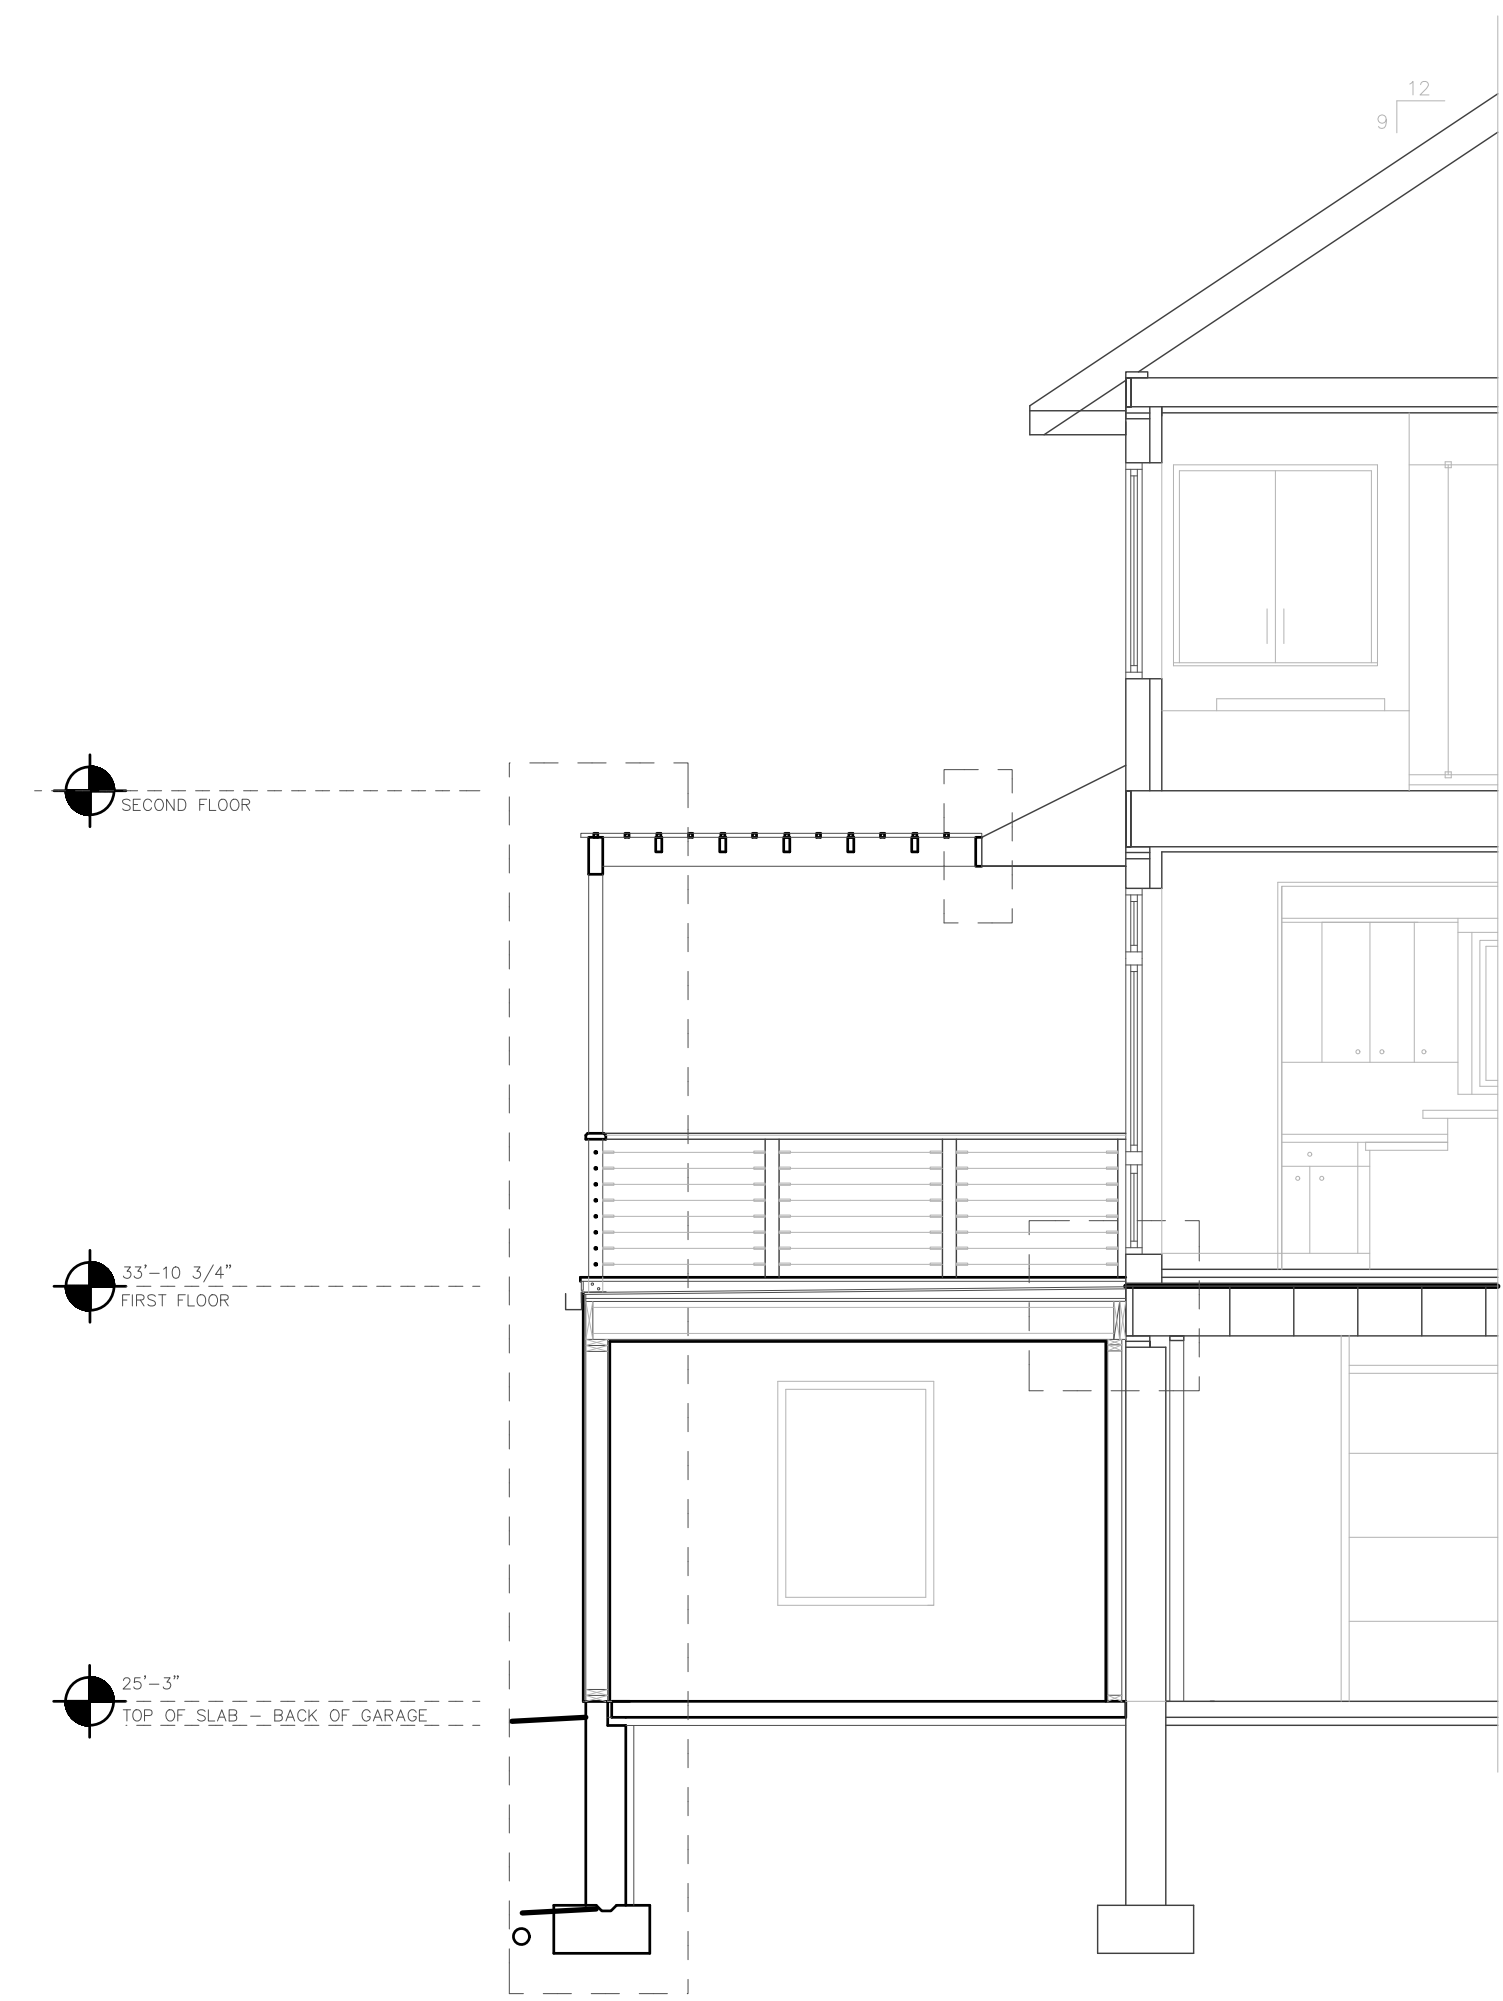 12
9
SECOND FLOOR
33'-10 3/4"
FIRST FLOOR
25'-3"
TOP OF SLAB - BACK OF GARAGE